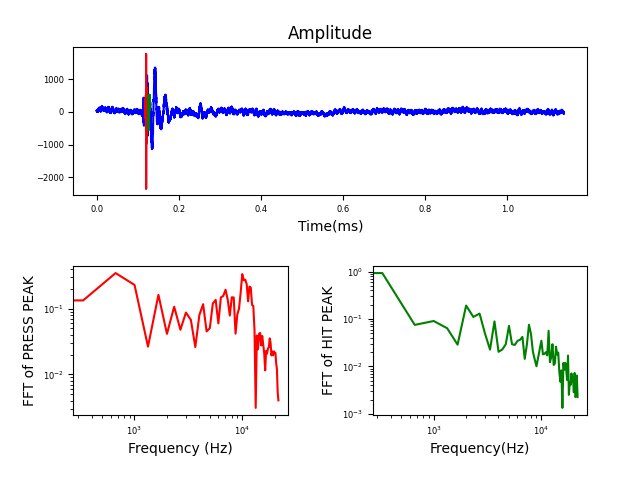 Amplitude
1000
0
−1000
−2000
0.0 0.2 0.4 0.6 0.8 1.0
Time(ms)
FFT of PRESS PEAK
10⁻¹
10⁻²
10³ 10⁴
Frequency (Hz)
FFT of HIT PEAK
10⁰
10⁻¹
10⁻²
10⁻³
10³ 10⁴
Frequency(Hz)